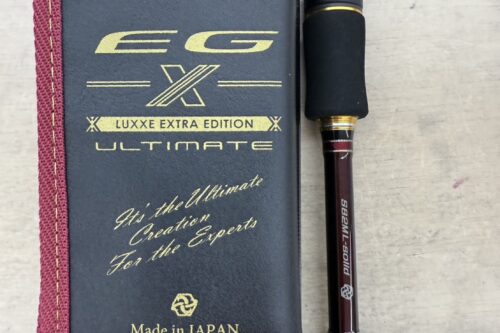 EG
X
LUXXE EXTRA EDITION
ULTIMATE
It's the Ultimate
Creation
For the Experts
Made in JAPAN
S82ML-solid